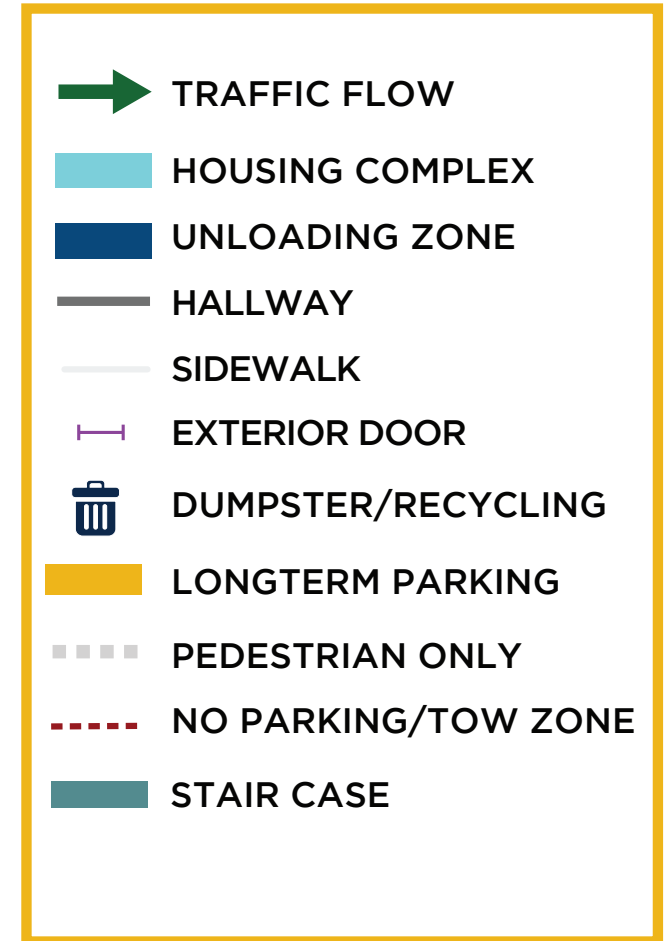 TRAFFIC FLOW
HOUSING COMPLEX
UNLOADING ZONE
HALLWAY
SIDEWALK
EXTERIOR DOOR
DUMPSTER/RECYCLING
LONGTERM PARKING
PEDESTRIAN ONLY
NO PARKING/TOW ZONE
STAIR CASE